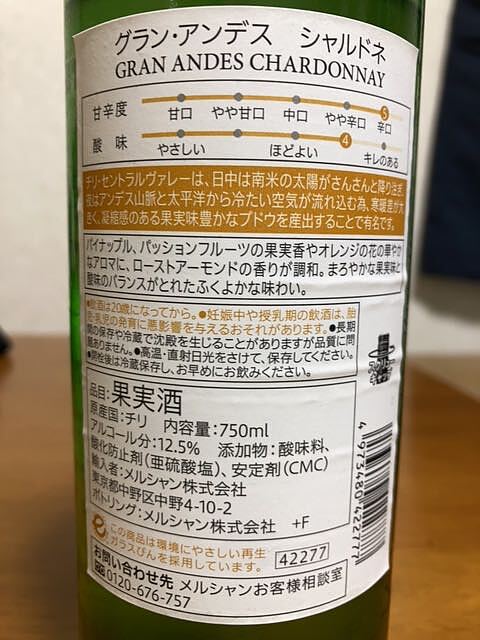 グラン・アンデス シャルドネ
GRAN ANDES CHARDONNAY
甘辛度
5
甘口 やや甘口 中口 やや辛口 辛口
酸味
4
やさしい ほどよい キレのある
チリ・セントラルヴァレーは、日中は南米の太陽がさんさんと降り注ぎ、
夜はアンデス山脈と太平洋から冷たい空気が流れ込む為、寒暖差が大
きく、凝縮感のある果実味豊かなブドウを産出することで有名です。
パイナップル、パッションフルーツの果実香やオレンジの花の華やか
なアロマに、ローストアーモンドの香りが調和。まろやかな果実味と
酸味のバランスがとれたふくよかな味わい。
●飲酒は20歳になってから。●妊娠中や授乳期の飲酒は、胎
児・乳児の発育に悪影響を与えるおそれがあります。●長期
間の保存や冷蔵で沈殿を生じることがありますが品質に問
題ありません。●高温・直射日光をさけて、保存してください。
●開栓後は冷蔵保存し、お早めにお飲みください。
品目:果実酒
原産国:チリ 内容量:750ml
アルコール分:12.5% 添加物:酸味料、
酸化防止剤(亜硫酸塩)、安定剤(CMC)
輸入者:メルシャン株式会社
東京都中野区中野4-10-2
ボトリング:メルシャン株式会社 +F
この商品は環境にやさしい再生
ガラスびんを採用しています。
42277
お問い合わせ先 メルシャンお客様相談室
0120-676-757
4973480422777